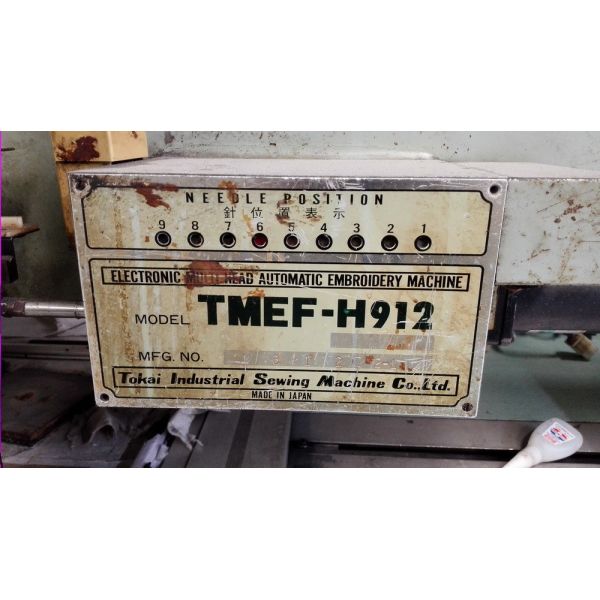 NEEDLE POSITION
針位置表示
9 8 7 6 5 4 3 2 1
ELECTRONIC MULTI-HEAD AUTOMATIC EMBROIDERY MACHINE
MODEL TMEF-H912
MFG. NO.
Tokai Industrial Sewing Machine Co.,Ltd.
MADE IN JAPAN